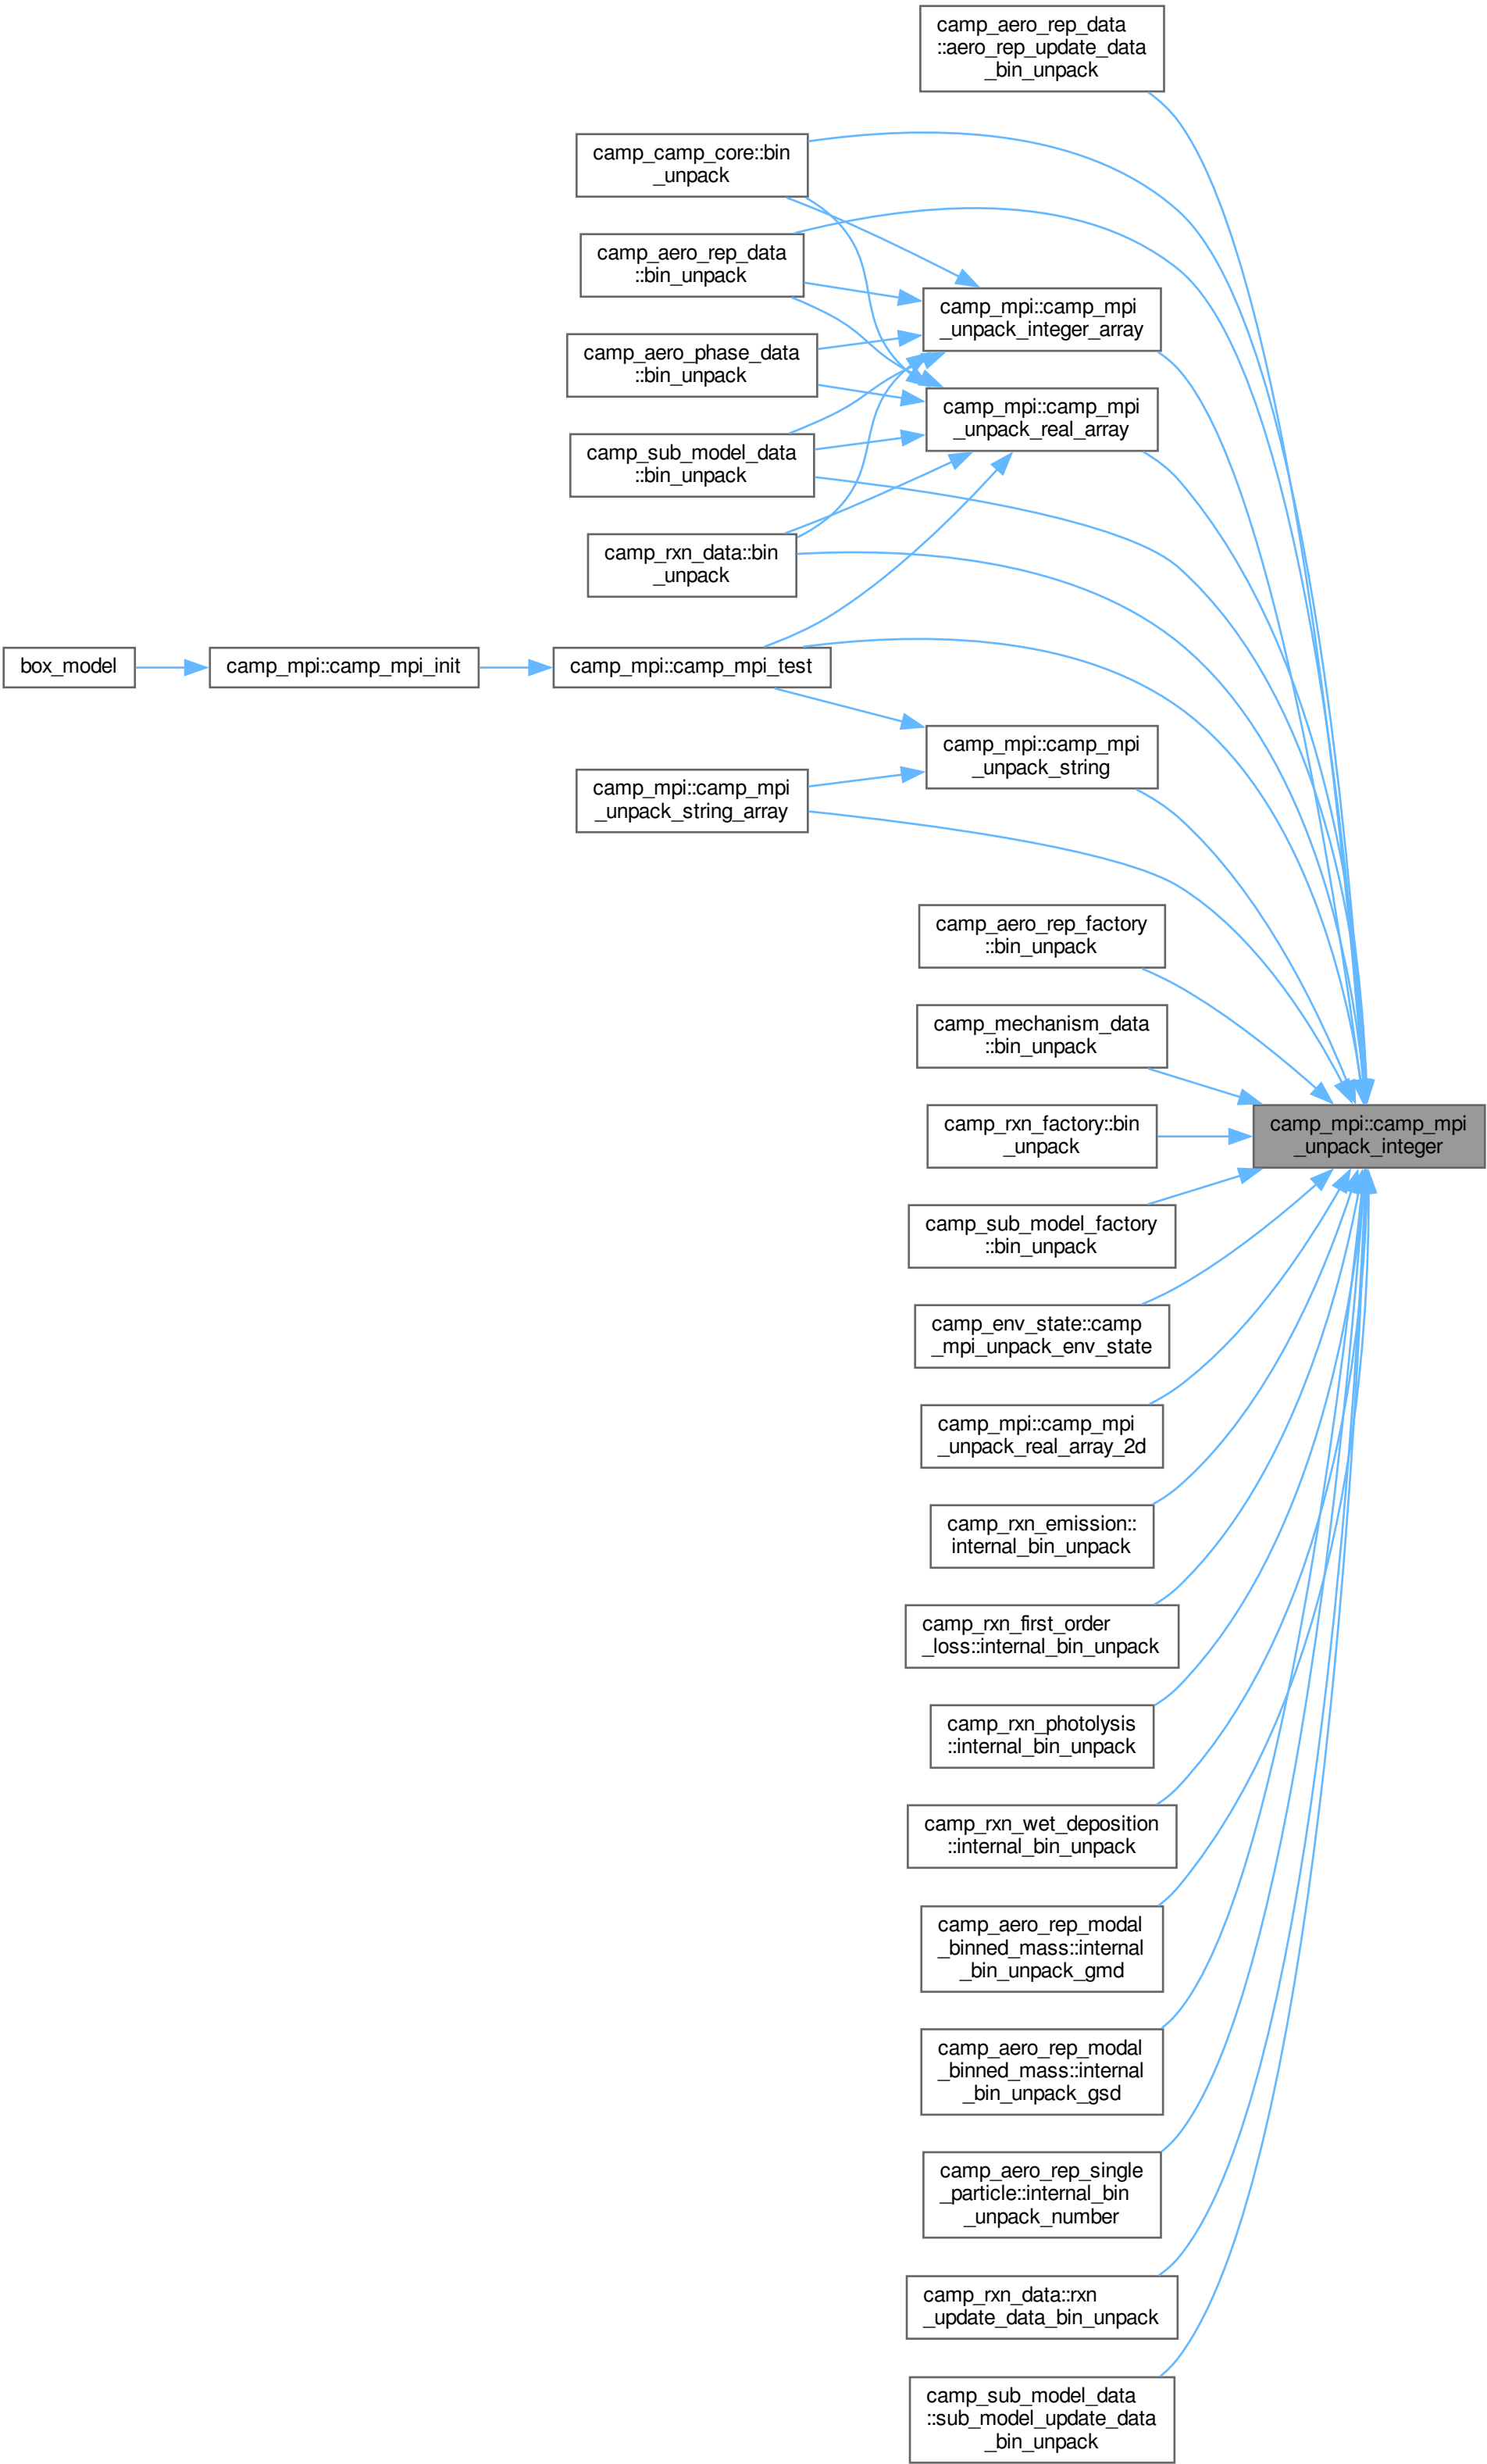 camp_aero_rep_data
::aero_rep_update_data
_bin_unpack
camp_camp_core::bin
_unpack
camp_aero_rep_data
::bin_unpack
camp_mpi::camp_mpi
_unpack_integer_array
camp_aero_phase_data
::bin_unpack
camp_mpi::camp_mpi
_unpack_real_array
camp_sub_model_data
::bin_unpack
camp_rxn_data::bin
_unpack
box_model
camp_mpi::camp_mpi_init
camp_mpi::camp_mpi_test
camp_mpi::camp_mpi
_unpack_string
camp_mpi::camp_mpi
_unpack_string_array
camp_aero_rep_factory
::bin_unpack
camp_mechanism_data
::bin_unpack
camp_rxn_factory::bin
_unpack
camp_mpi::camp_mpi
_unpack_integer
camp_sub_model_factory
::bin_unpack
camp_env_state::camp
_mpi_unpack_env_state
camp_mpi::camp_mpi
_unpack_real_array_2d
camp_rxn_emission::
internal_bin_unpack
camp_rxn_first_order
_loss::internal_bin_unpack
camp_rxn_photolysis
::internal_bin_unpack
camp_rxn_wet_deposition
::internal_bin_unpack
camp_aero_rep_modal
_binned_mass::internal
_bin_unpack_gmd
camp_aero_rep_modal
_binned_mass::internal
_bin_unpack_gsd
camp_aero_rep_single
_particle::internal_bin
_unpack_number
camp_rxn_data::rxn
_update_data_bin_unpack
camp_sub_model_data
::sub_model_update_data
_bin_unpack